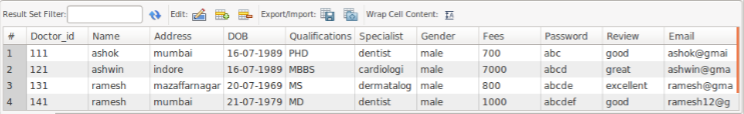 Result Set Filter: Edit: Export/Import: Wrap Cell Content:
# Doctor_id Name Address DOB Qualifications Specialist Gender Fees Password Review Email
1 111 ashok mumbai 16-07-1989 PHD dentist male 700 abc good ashok@gmai
2 121 ashwin indore 16-07-1989 MBBS cardiologi male 7000 abcd great ashwin@gma
3 131 ramesh mazaffarnagar 20-07-1969 MS dermatalog male 800 abcde excellent ramesh@gma
4 141 ramesh mumbai 21-07-1979 MD dentist male 1000 abcdef good ramesh12@g